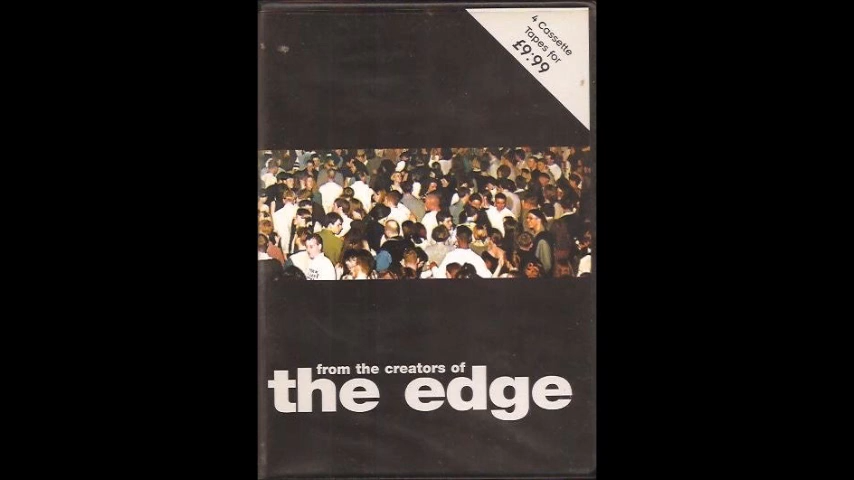 4 Cassette
Tapes for
£9:99
from the creators of
the edge